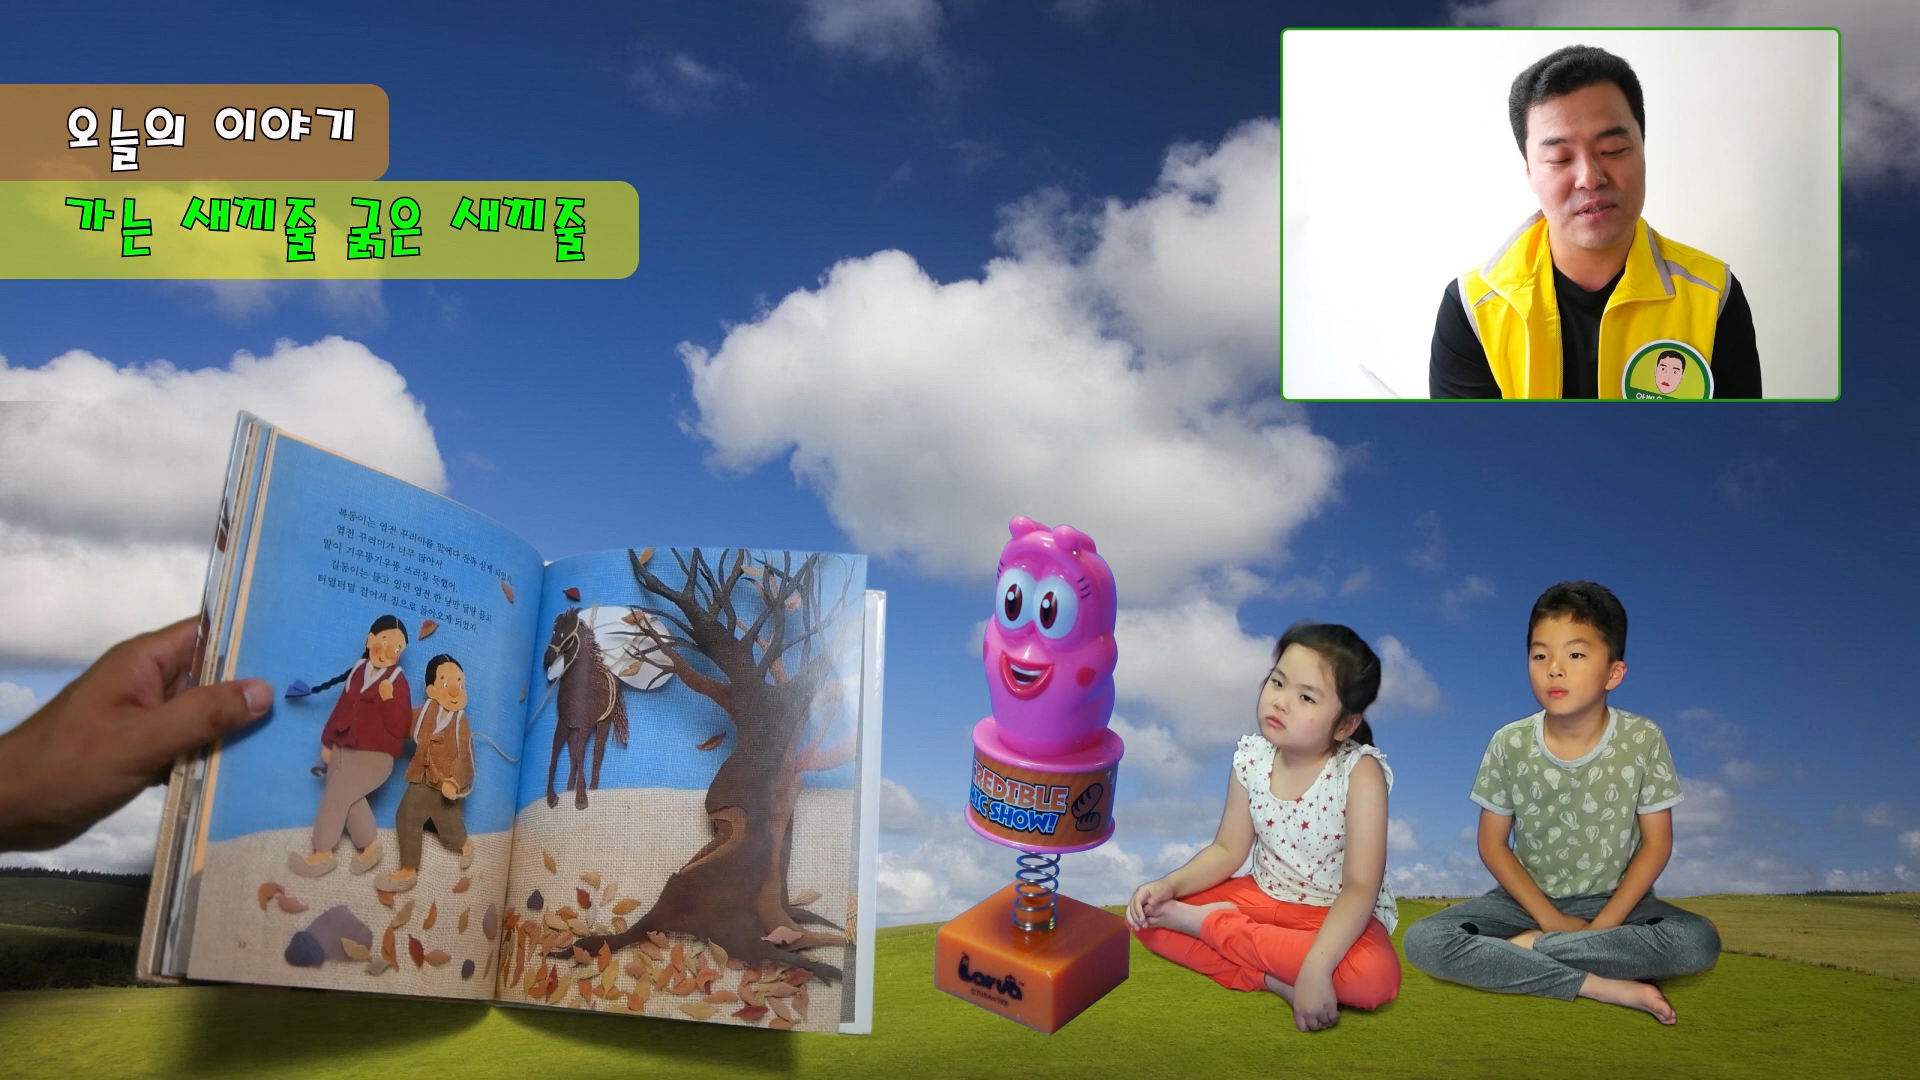 오늘의 이야기
가는 새끼줄 굵은 새끼줄
복동이는 엽전 꾸러미를 말에다 잔뜩 싣게 되었지.
엽전 꾸러미가 너무 많아서
말이 기우뚱기우뚱 쓰러질 듯했어.
길동이는 들고 있던 엽전 한 냥만 달랑 들고
터덜터덜 걸어서 집으로 돌아오게 되었지.
REDIBLE
IC SHOW!
2
Larva